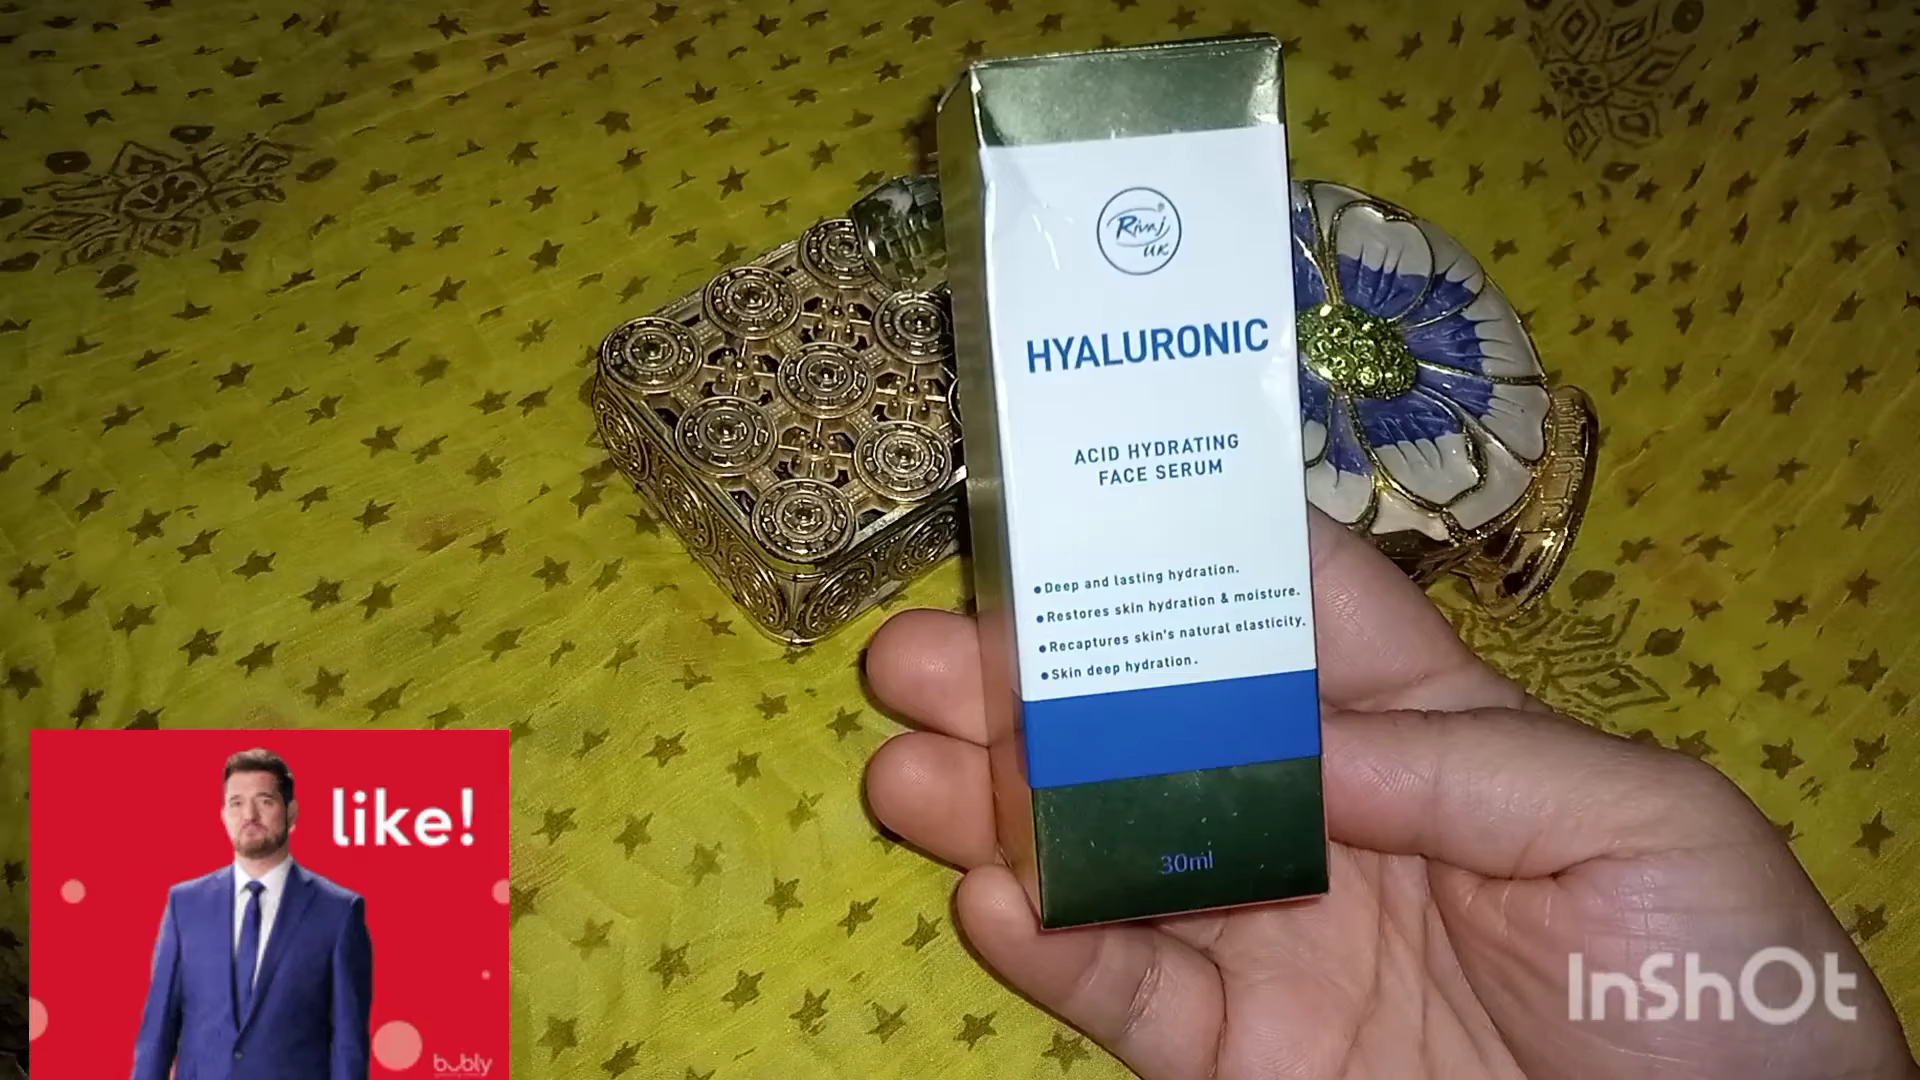 Rivaj
UK
HYALURONIC
ACID HYDRATING
FACE SERUM
•Deep and lasting hydration.
•Restores skin hydration & moisture.
•Recaptures skin's natural elasticity.
•Skin deep hydration.
30ml
like!
bubly
InShOt